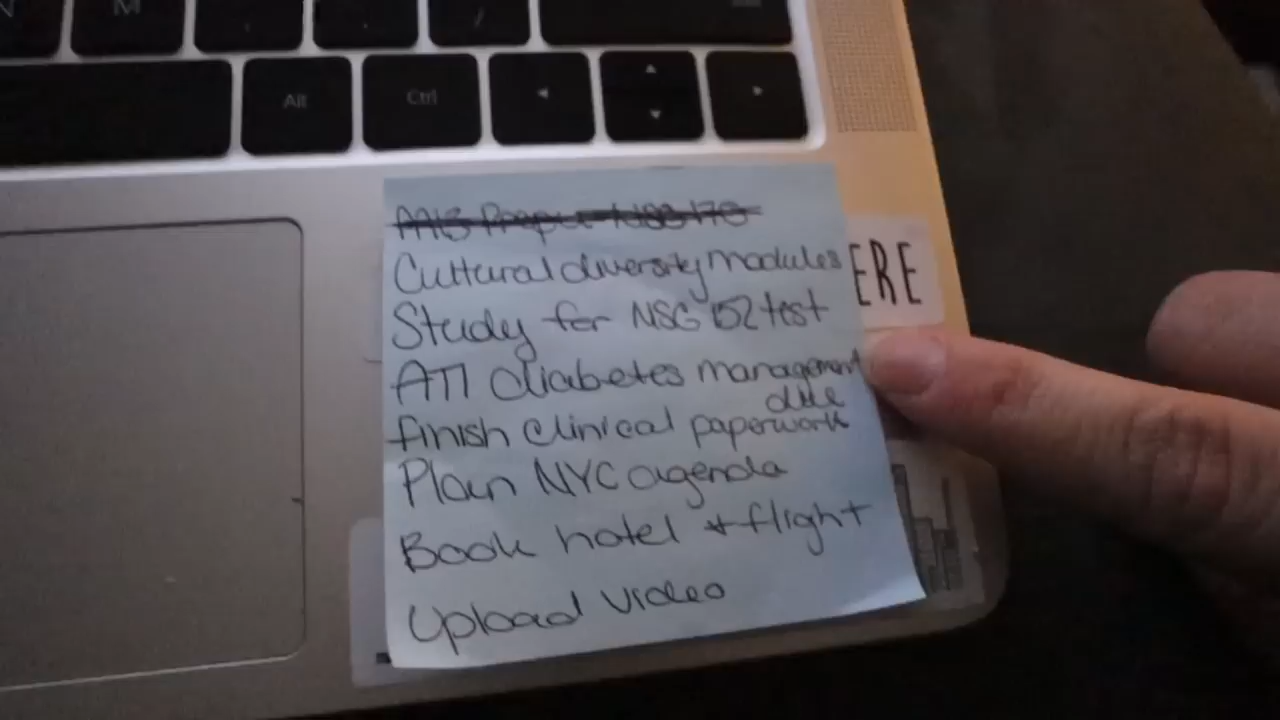 Alt
Ctrl
Cultural diversity modules
Study for NSG 152 test
ATI diabetes management
due
finish clinical paperwork
Plan NYC agenda
Book hotel + flight
Upload video
ERE